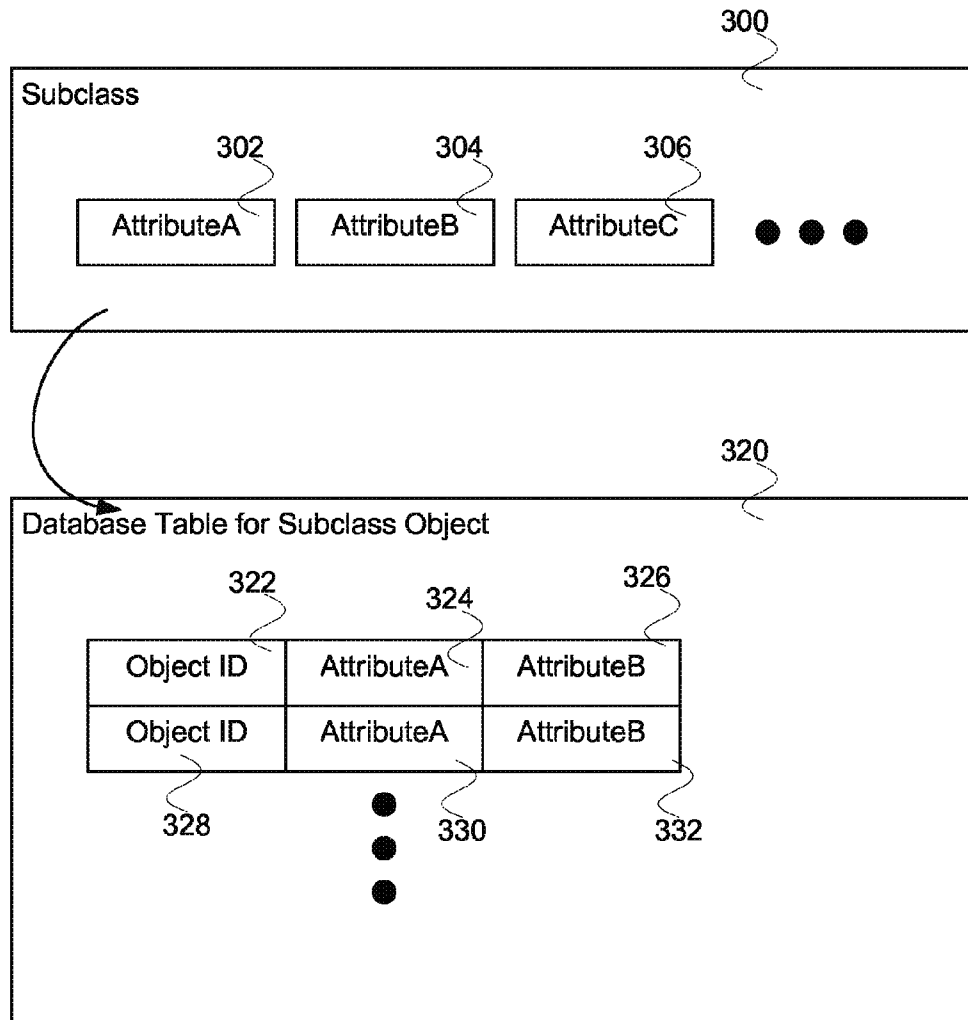 300
Subclass
302 304 306
AttributeA AttributeB AttributeC
320
Database Table for Subclass Object
322 324 326
Object ID AttributeA AttributeB
Object ID AttributeA AttributeB
328 330 332